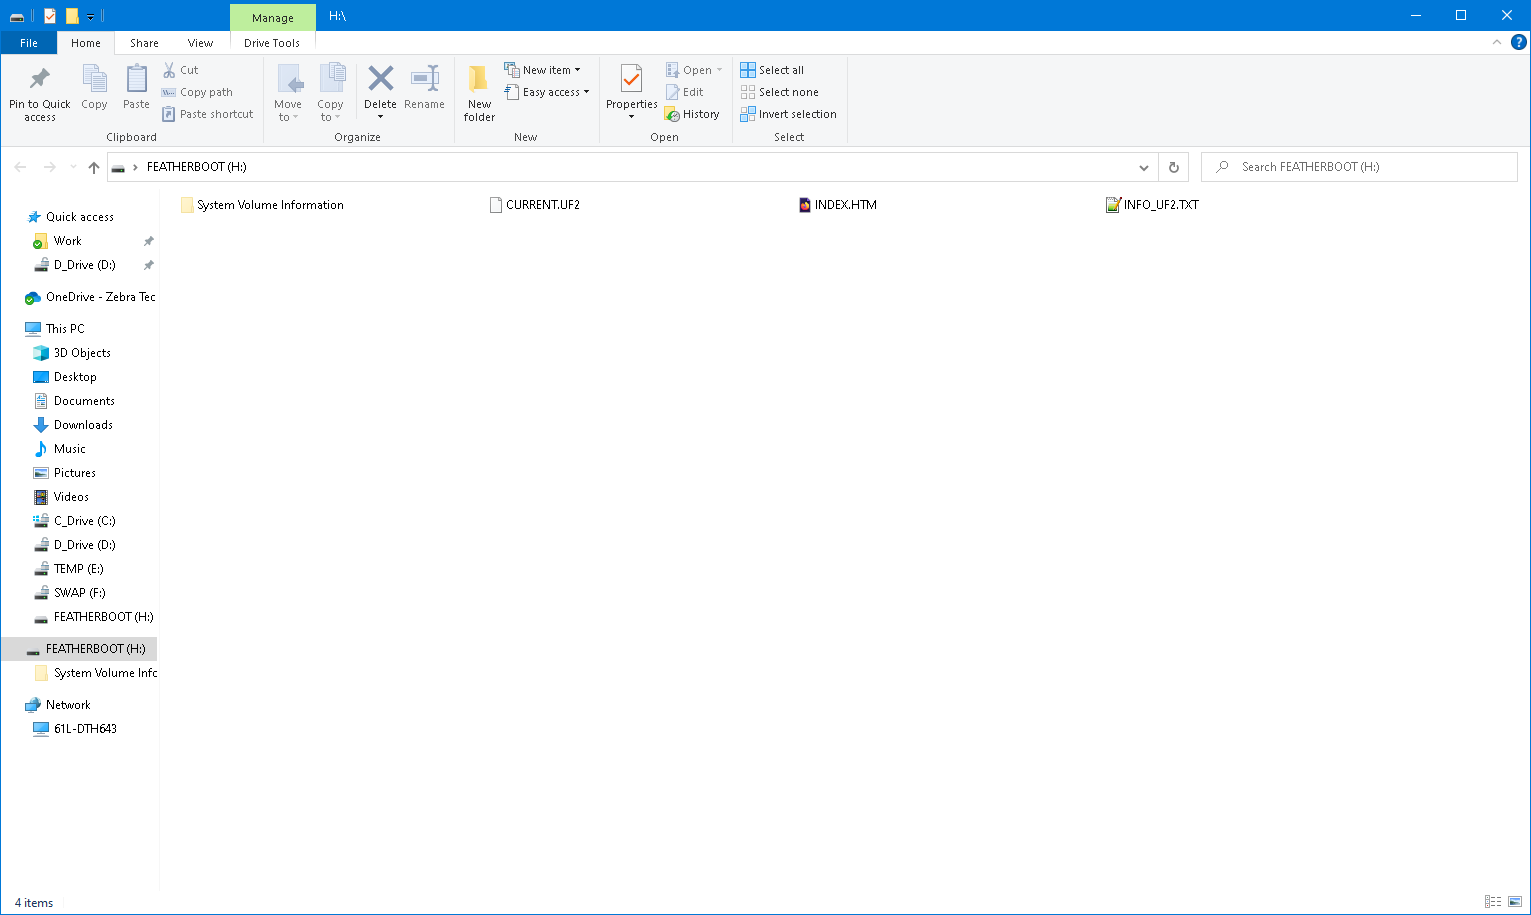 Manage H:\
File Home Share View Drive Tools
Pin to Quick access
Copy
Paste
Cut
Copy path
Paste shortcut
Clipboard
Move to
Copy to
Delete
Rename
Organize
New folder
New item
Easy access
New
Properties
Open
Edit
History
Open
Select all
Select none
Invert selection
Select
FEATHERBOOT (H:)
Search FEATHERBOOT (H:)
Quick access
Work
D_Drive (D:)
OneDrive - Zebra Tec
This PC
3D Objects
Desktop
Documents
Downloads
Music
Pictures
Videos
C_Drive (C:)
D_Drive (D:)
TEMP (E:)
SWAP (F:)
FEATHERBOOT (H:)
FEATHERBOOT (H:)
System Volume Info
Network
61L-DTH643
System Volume Information
CURRENT.UF2
INDEX.HTM
INFO_UF2.TXT
4 items